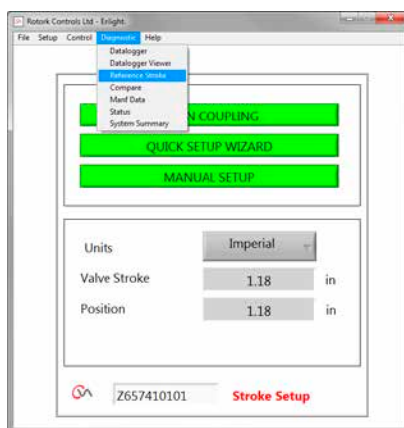 Rotork Controls Ltd - Enlight.
File Setup Control Diagnostic Help
Datalogger
Datalogger Viewer
Reference Stroke
Compare
Manf Data
Status
System Summary
N COUPLING
QUICK SETUP WIZARD
MANUAL SETUP
Units Imperial
Valve Stroke 1.18 in
Position 1.18 in
Z657410101 Stroke Setup